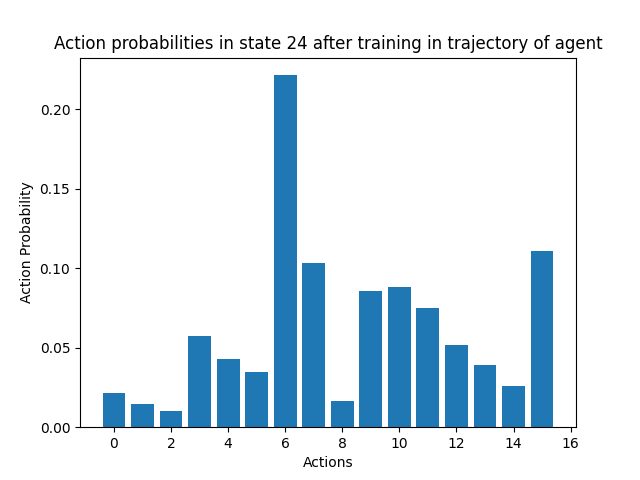 Action probabilities in state 24 after training in trajectory of agent
Action Probability
0.20
0.15
0.10
0.05
0.00
0 2 4 6 8 10 12 14 16
Actions